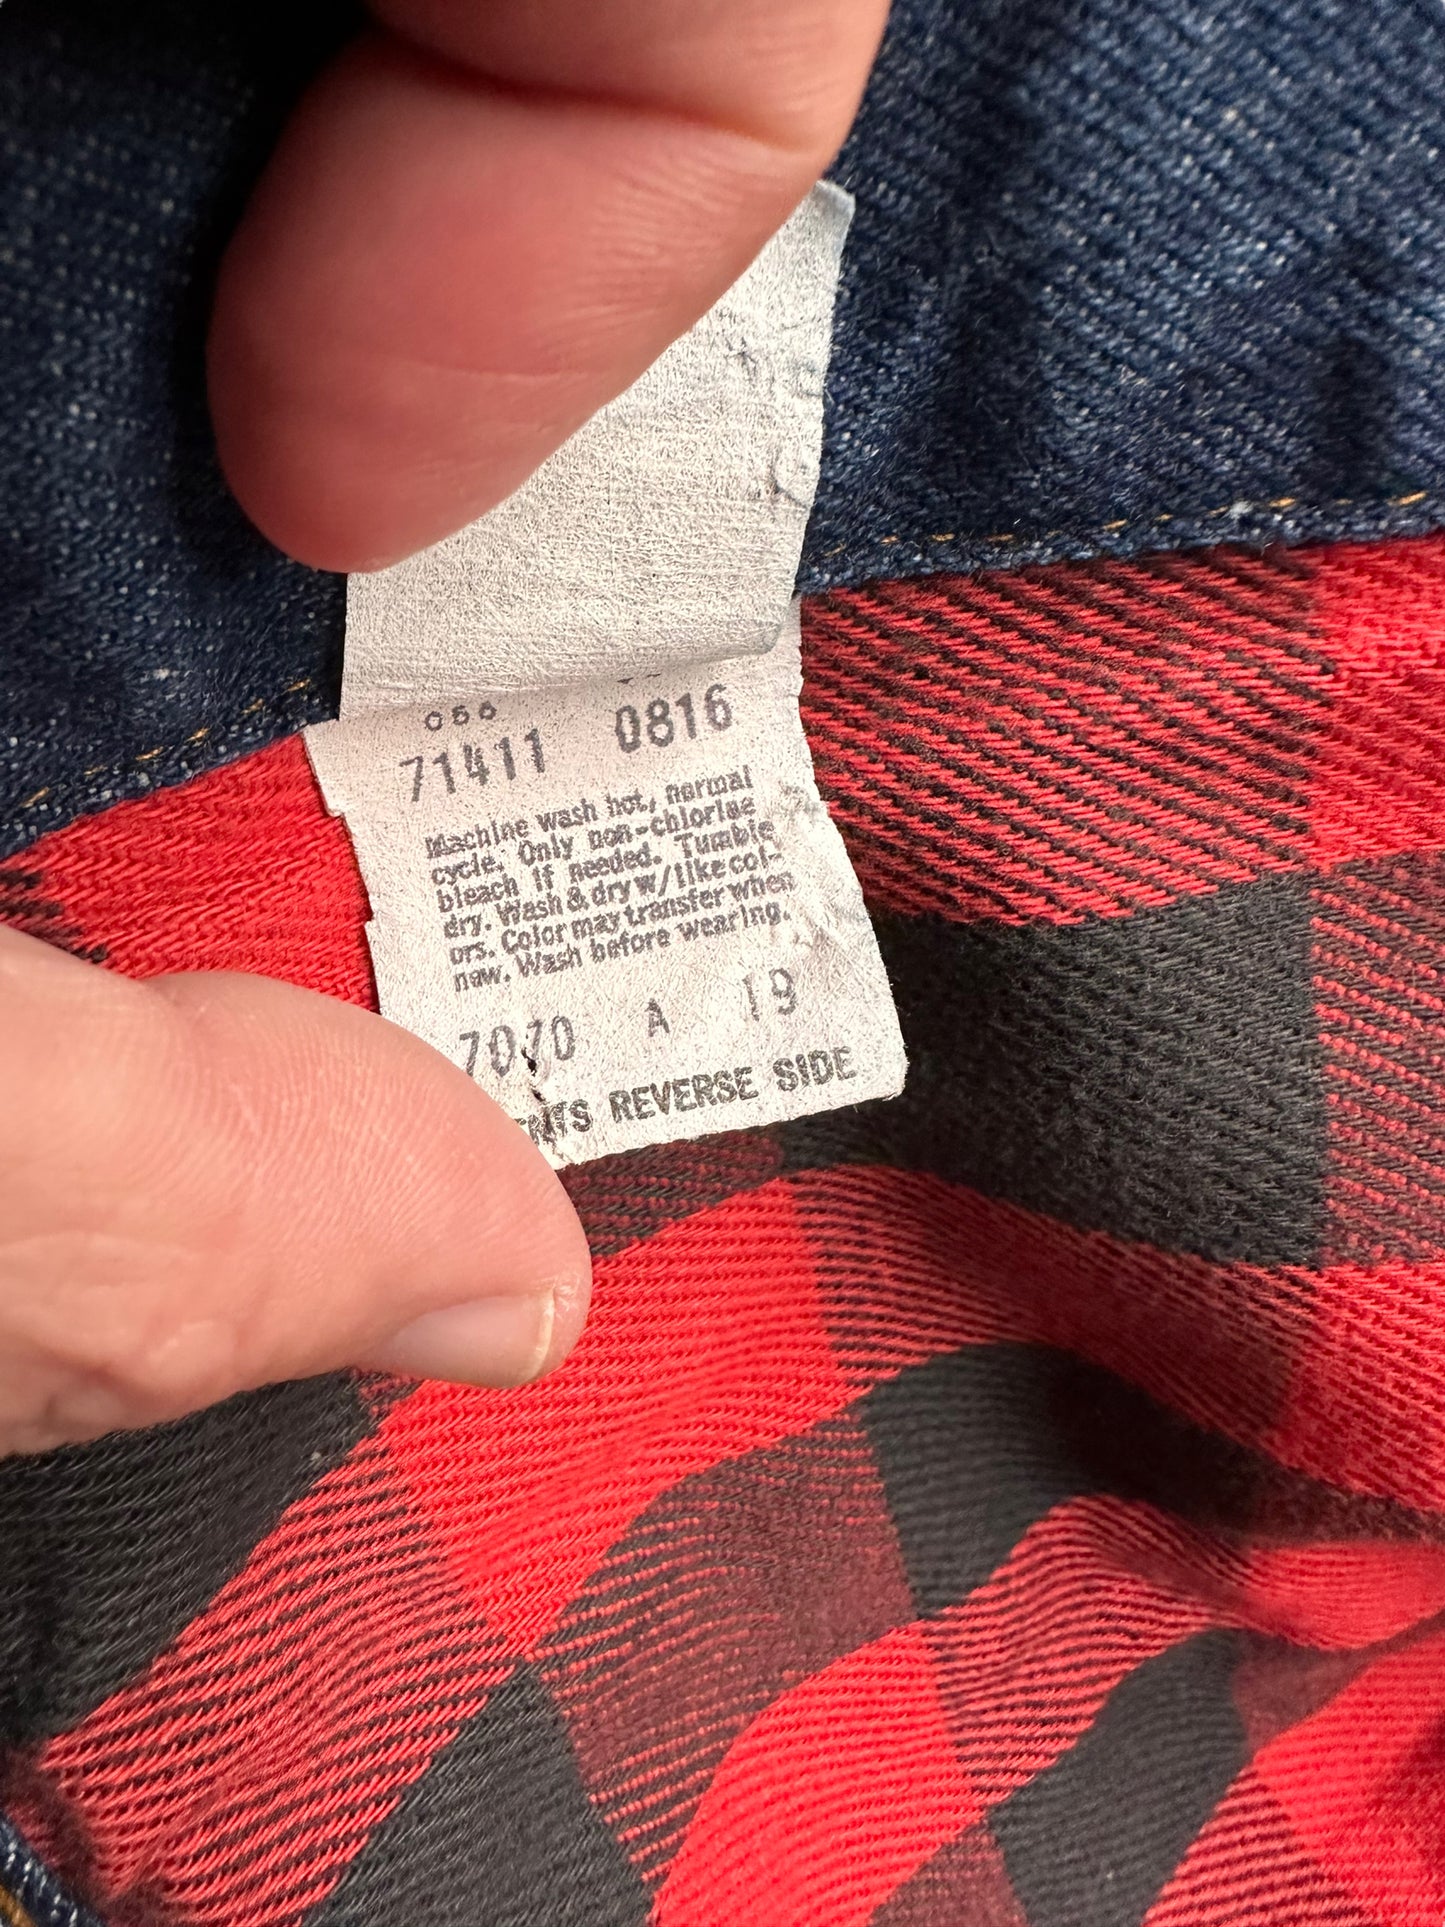 71411 0816
Machine wash hot, normal
cycle. Only non-chlorine
bleach if needed. Tumble
dry. Wash & dry w/like col-
ors. Color may transfer when
new. Wash before wearing.
7070 A 19
REVERSE SIDE